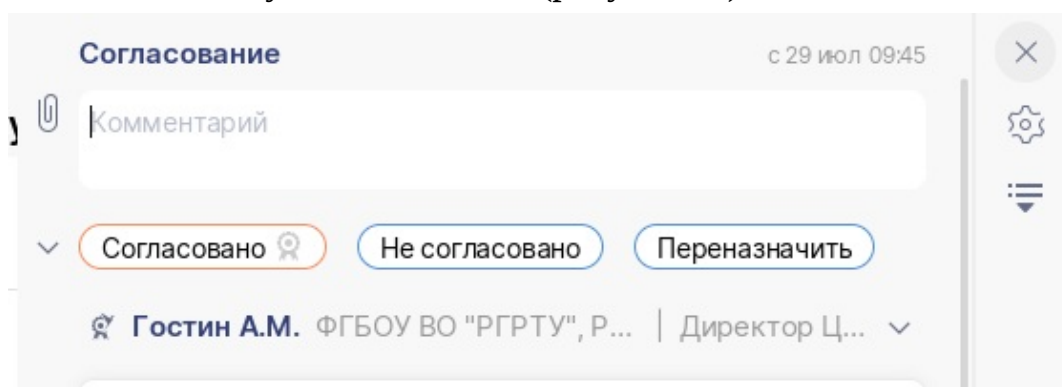 Согласование
с 29 июл 09:45
Комментарий
Согласовано
Не согласовано
Переназначить
Гостин А.М. ФГБОУ ВО "РГРТУ", Р... | Директор Ц...